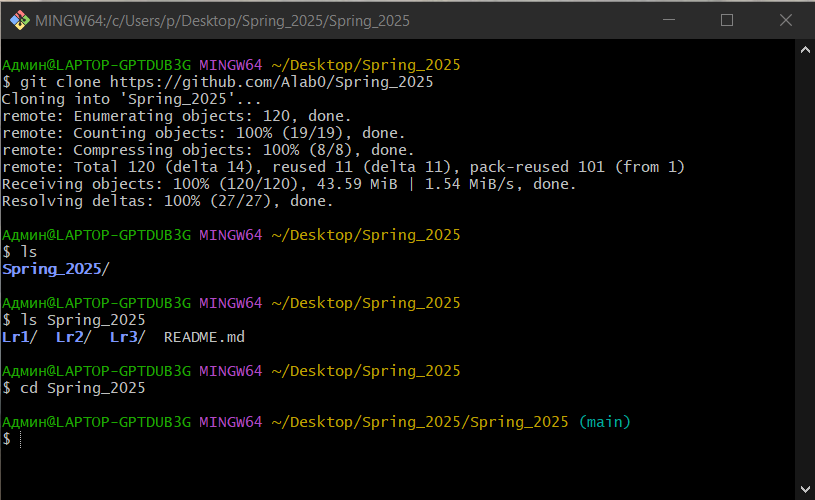 MINGW64:/c/Users/p/Desktop/Spring_2025/Spring_2025
Админ@LAPTOP-GPTDUB3G MINGW64 ~/Desktop/Spring_2025
$ git clone https://github.com/Alab0/Spring_2025
Cloning into 'Spring_2025'...
remote: Enumerating objects: 120, done.
remote: Counting objects: 100% (19/19), done.
remote: Compressing objects: 100% (8/8), done.
remote: Total 120 (delta 14), reused 11 (delta 11), pack-reused 101 (from 1)
Receiving objects: 100% (120/120), 43.59 MiB | 1.54 MiB/s, done.
Resolving deltas: 100% (27/27), done.
Админ@LAPTOP-GPTDUB3G MINGW64 ~/Desktop/Spring_2025
$ ls
Spring_2025/
Админ@LAPTOP-GPTDUB3G MINGW64 ~/Desktop/Spring_2025
$ ls Spring_2025
Lr1/  Lr2/  Lr3/  README.md
Админ@LAPTOP-GPTDUB3G MINGW64 ~/Desktop/Spring_2025
$ cd Spring_2025
Админ@LAPTOP-GPTDUB3G MINGW64 ~/Desktop/Spring_2025/Spring_2025 (main)
$